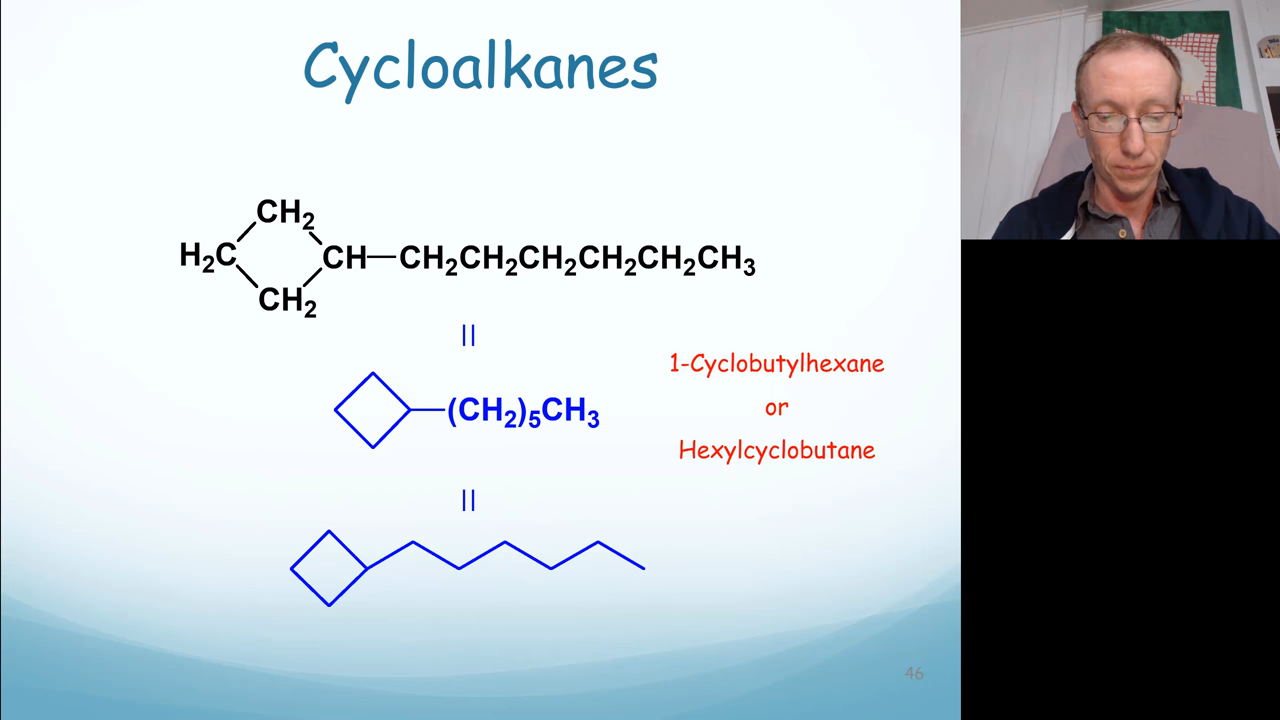 Cycloalkanes
CH₂
H₂C CH—CH₂CH₂CH₂CH₂CH₂CH₃
CH₂
||
—(CH₂)₅CH₃
1-Cyclobutylhexane
or
Hexylcyclobutane
||
46